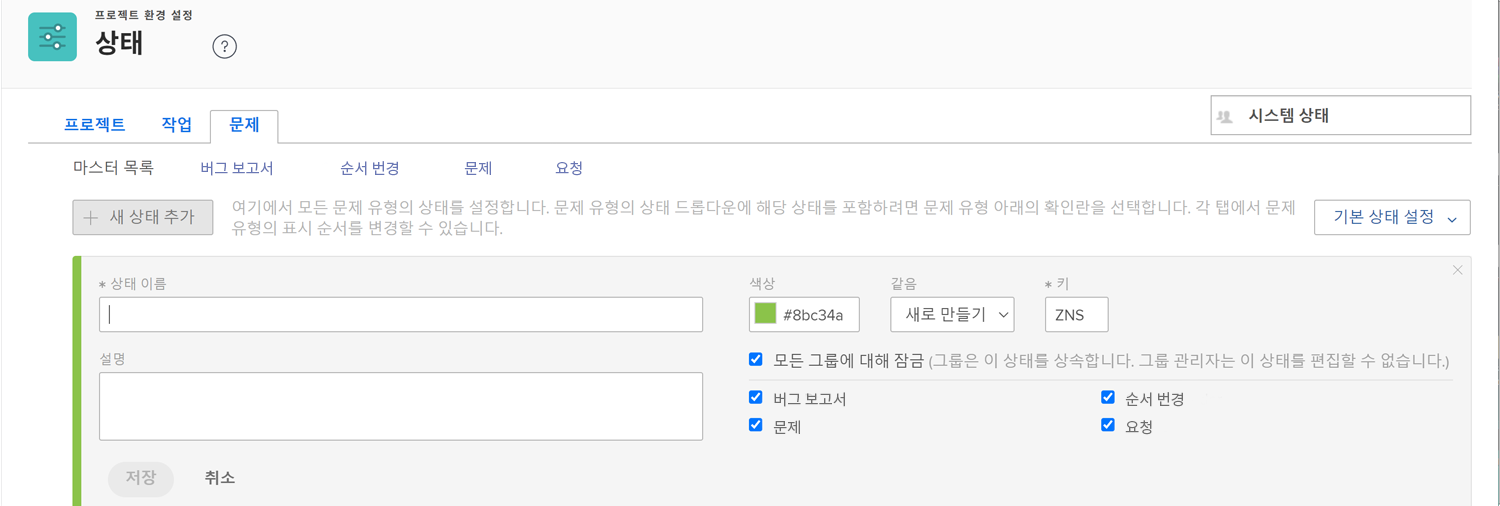 프로젝트 환경 설정
상태
?
시스템 상태
프로젝트 작업 문제
마스터 목록 버그 보고서 순서 변경 문제 요청
+ 새 상태 추가
여기에서 모든 문제 유형의 상태를 설정합니다. 문제 유형의 상태 드롭다운에 해당 상태를 포함하려면 문제 유형 아래의 확인란을 선택합니다. 각 탭에서 문제
유형의 표시 순서를 변경할 수 있습니다.
기본 상태 설정
* 상태 이름
색상 같음 * 키
#8bc34a 새로 만들기 ZNS
설명
모든 그룹에 대해 잠금 (그룹은 이 상태를 상속합니다. 그룹 관리자는 이 상태를 편집할 수 없습니다.)
버그 보고서 순서 변경
문제 요청
저장 취소